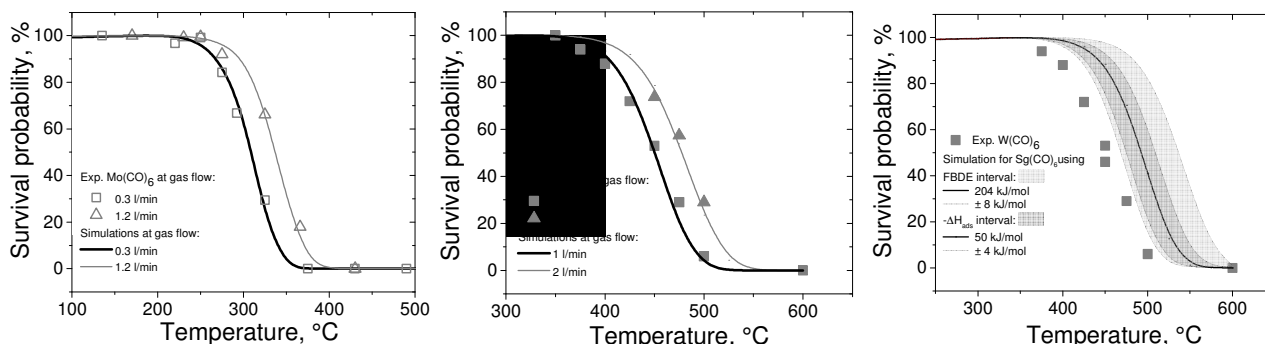 Survival probability, %
100
80
60
40
20
0
Exp. Mo(CO)6 at gas flow:
0.3 l/min
1.2 l/min
Simulations at gas flow:
0.3 l/min
1.2 l/min
100 200 300 400 500
Temperature, °C
Survival probability, %
100
80
60
40
20
0
flow:
Simulations at gas flow:
1 l/min
2 l/min
300 400 500 600
Temperature, °C
Survival probability, %
100
80
60
40
20
0
Exp. W(CO)6
Simulation for Sg(CO)6using
FBDE interval:
204 kJ/mol
± 8 kJ/mol
-ΔHads interval:
50 kJ/mol
± 4 kJ/mol
300 400 500 600
Temperature, °C